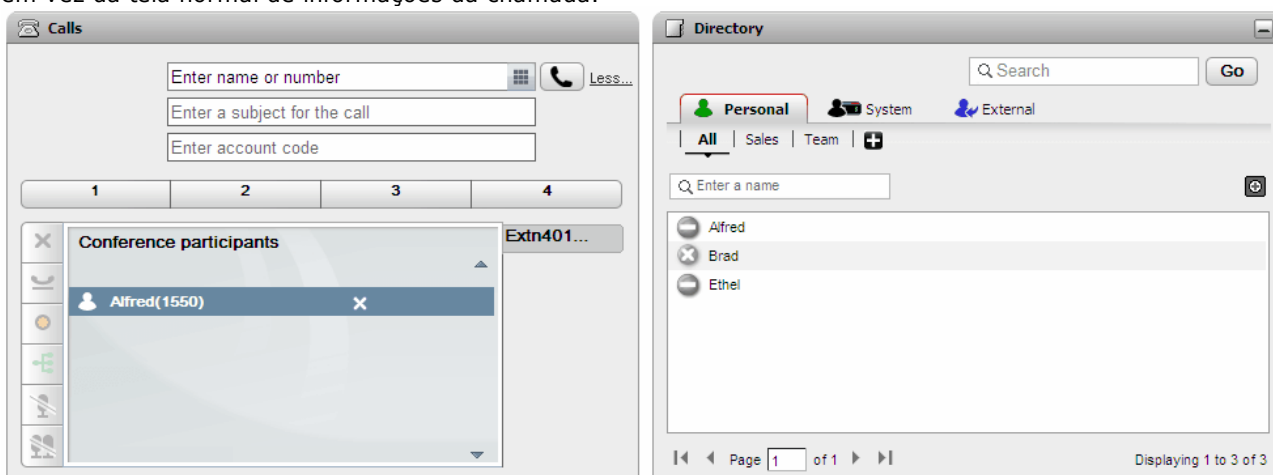 em vez da tela normal de informações da chamada.
Calls
Enter name or number
Less...
Enter a subject for the call
Enter account code
1 2 3 4
Conference participants
Extn401...
Alfred(1550)
Directory
Search
Go
Personal System External
All Sales Team
Enter a name
Alfred
Brad
Ethel
Page 1 of 1
Displaying 1 to 3 of 3